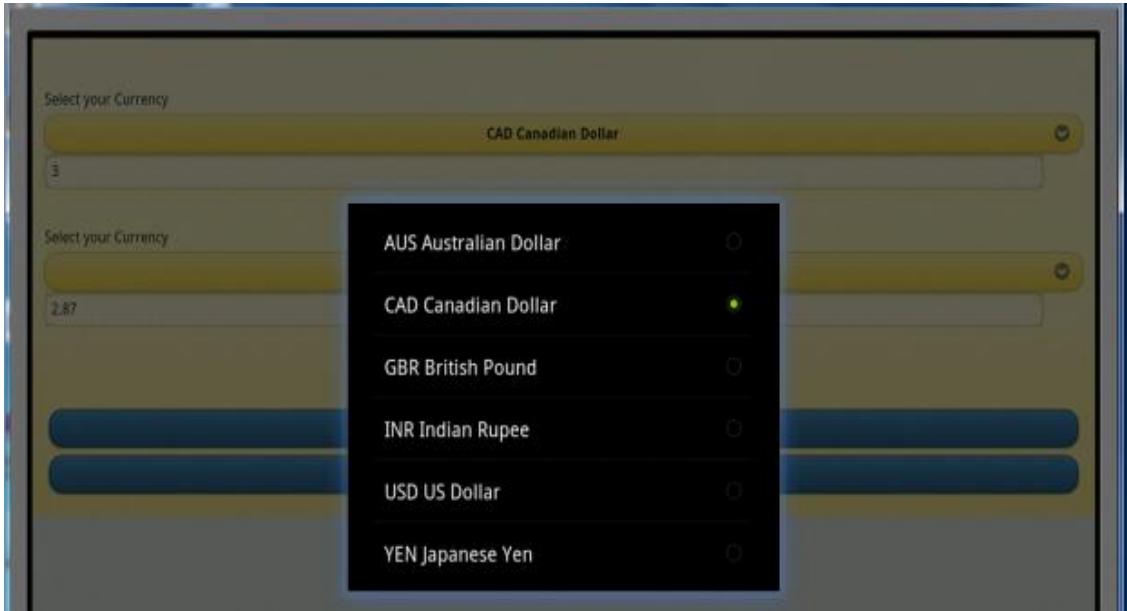 Select your Currency
CAD Canadian Dollar
3
Select your Currency
2.87
AUS Australian Dollar
CAD Canadian Dollar
GBR British Pound
INR Indian Rupee
USD US Dollar
YEN Japanese Yen